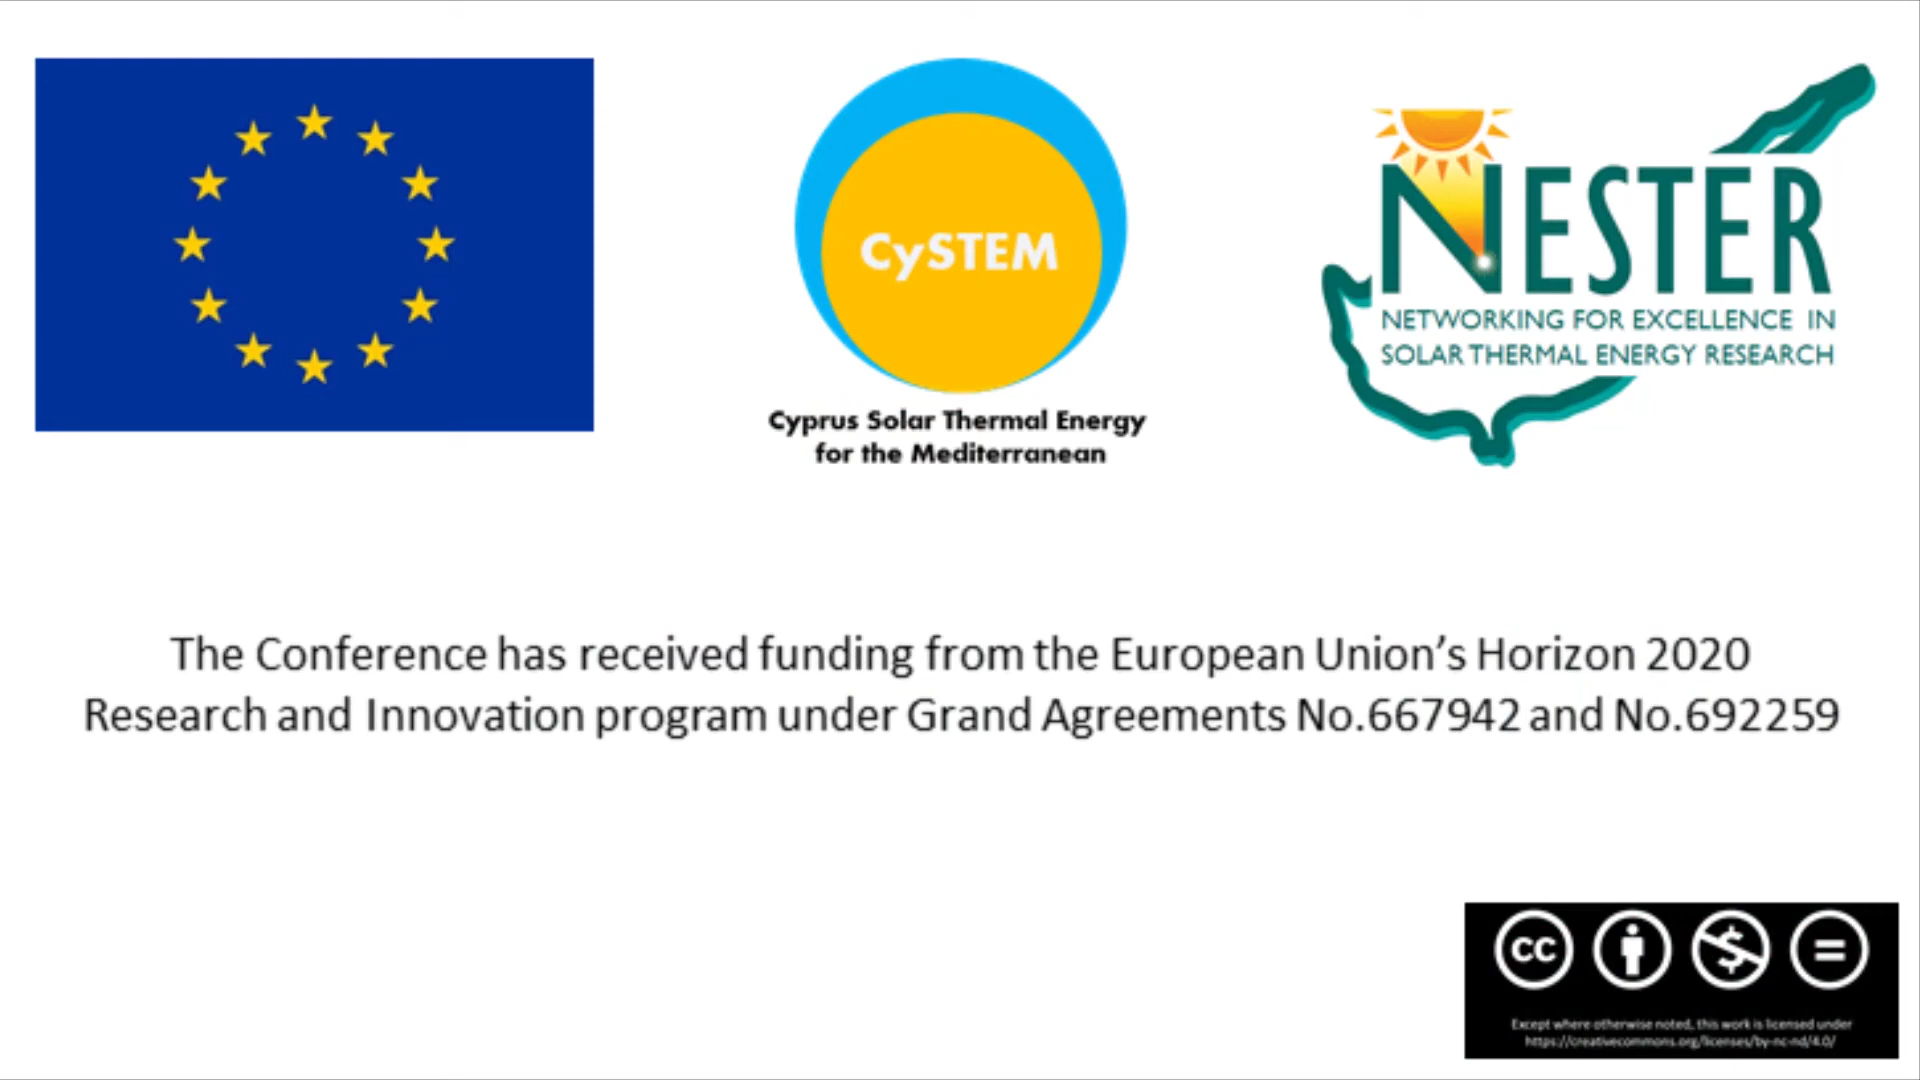 CySTEM
Cyprus Solar Thermal Energy
for the Mediterranean
NESTER
NETWORKING FOR EXCELLENCE IN
SOLAR THERMAL ENERGY RESEARCH
The Conference has received funding from the European Union’s Horizon 2020
Research and Innovation program under Grand Agreements No.667942 and No.692259
cc
Except where otherwise noted, this work is licensed under
https://creativecommons.org/licenses/by-nc-nd/4.0/